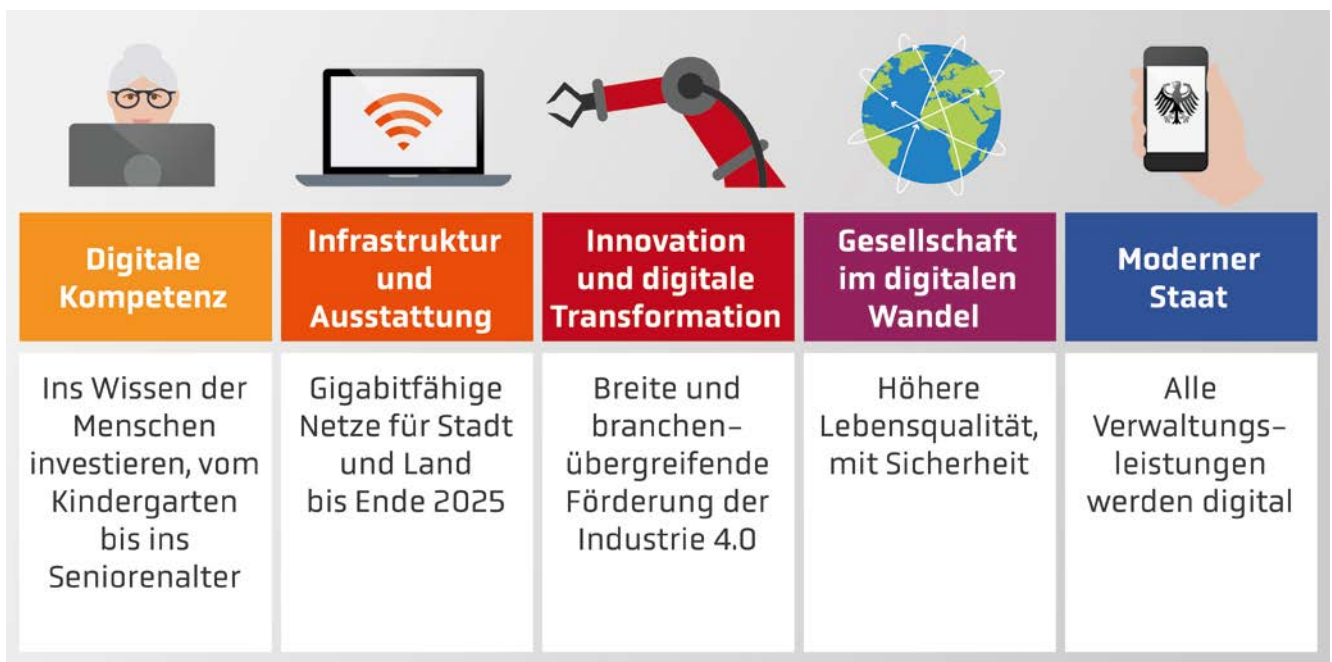 Digitale
Kompetenz
Infrastruktur
und
Ausstattung
Innovation
und digitale
Transformation
Gesellschaft
im digitalen
Wandel
Moderner
Staat
Ins Wissen der
Menschen
investieren, vom
Kindergarten
bis ins
Seniorenalter
Gigabitfähige
Netze für Stadt
und Land
bis Ende 2025
Breite und
branchen-
übergreifende
Förderung der
Industrie 4.0
Höhere
Lebensqualität,
mit Sicherheit
Alle
Verwaltungs-
leistungen
werden digital